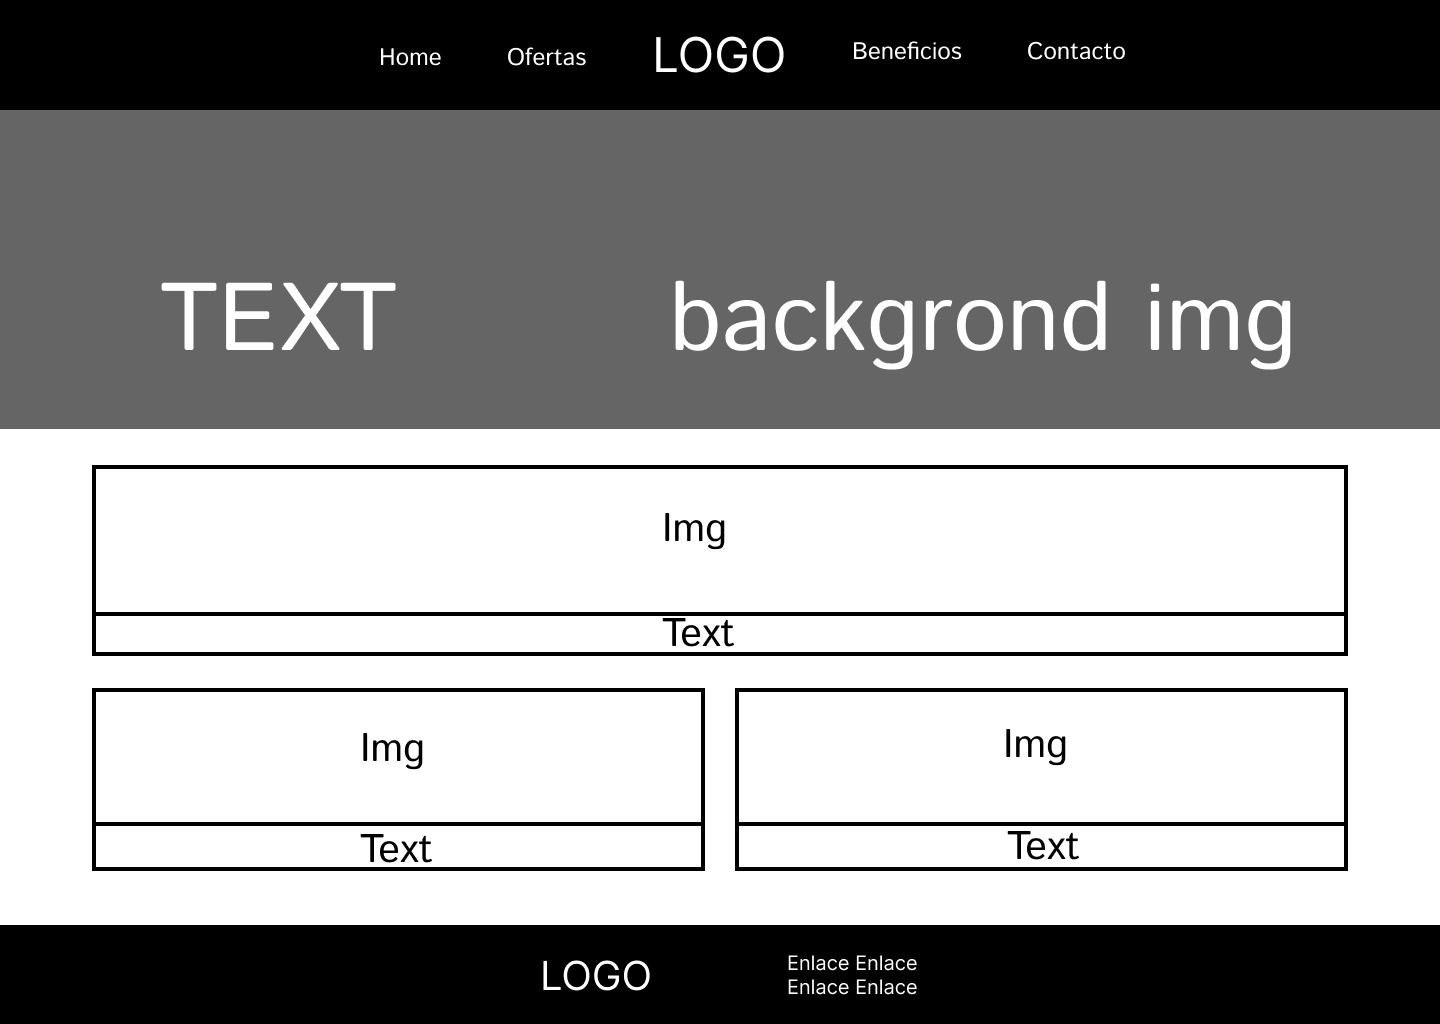 Home Ofertas LOGO Beneficios Contacto
TEXT backgrond img
Img
Text
Img Img
Text Text
LOGO Enlace Enlace
Enlace Enlace